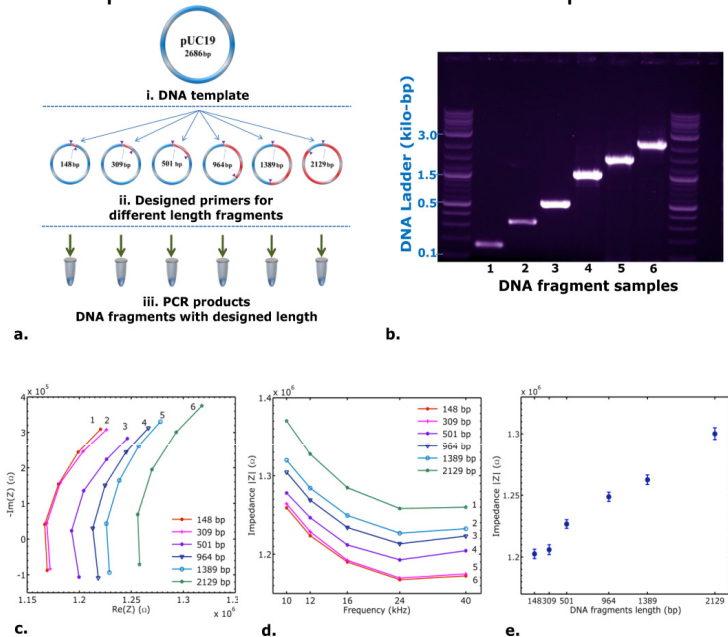 pUC19
2686bp
i. DNA template
148bp 309bp 501 bp 964 bp 1389bp 2129bp
ii. Designed primers for
different length fragments
iii. PCR products
DNA fragments with designed length
a.
DNA Ladder (kilo-bp)
3.0
1.5
0.5
0.1
1 2 3 4 5 6
DNA fragment samples
b.
x 10^5
4
3
2
1
0
-1
-Im(Z) (Ω)
1 2 3 4 5 6
148 bp
309 bp
501 bp
964 bp
1389 bp
2129 bp
1.15 1.2 1.25 1.3 1.35
Re(Z) (Ω)
x 10^6
c.
x 10^6
1.4
1.3
1.2
Impedance |Z| (Ω)
148 bp
309 bp
501 bp
964 bp
1389 bp
2129 bp
1
2
3
4
5
6
10 12 16 24 40
Frequency (kHz)
d.
x 10^6
1.3
1.25
1.2
Impedance |Z| (Ω)
148 309 501 964 1389 2129
DNA fragments length (bp)
e.